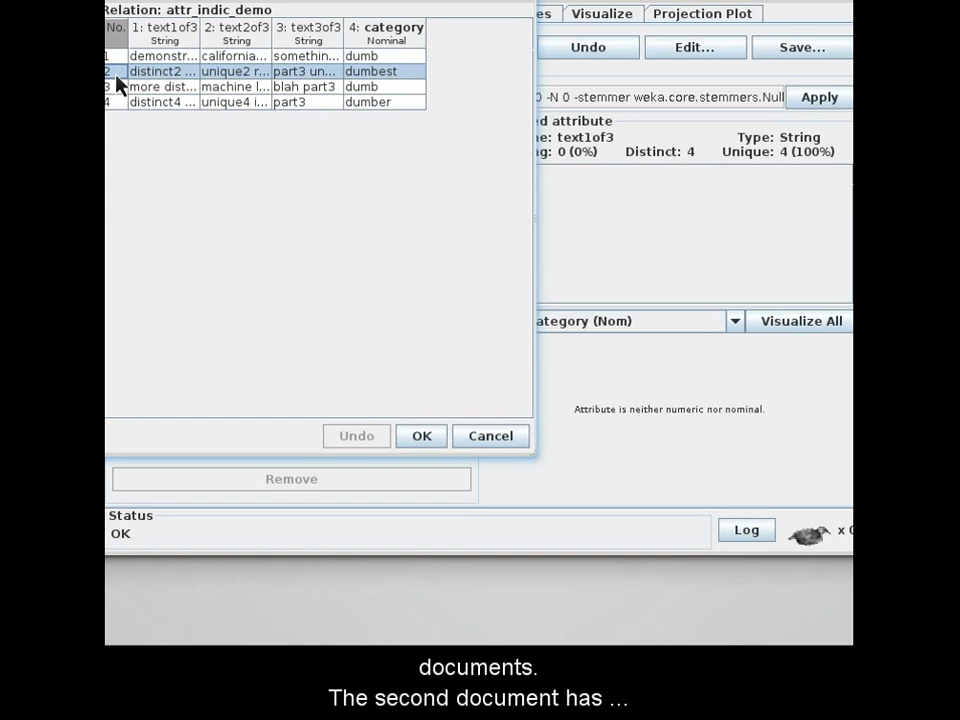 Relation: attr_indic_demo
No. 1: text1of3 2: text2of3 3: text3of3 4: category
String String String Nominal
1 demonstr... california... somethin... dumb
2 distinct2 ... unique2 r... part3 un... dumbest
3 more dist... machine l... blah part3 dumb
4 distinct4 ... unique4 i... part3 dumber
Undo OK Cancel
Remove
Status
OK
es Visualize Projection Plot
Undo Edit... Save...
0 -N 0 -stemmer weka.core.stemmers.Null Apply
ed attribute
me: text1of3 Type: String
ng: 0 (0%) Distinct: 4 Unique: 4 (100%)
ategory (Nom) Visualize All
Attribute is neither numeric nor nominal.
Log x 0
documents.
The second document has ...